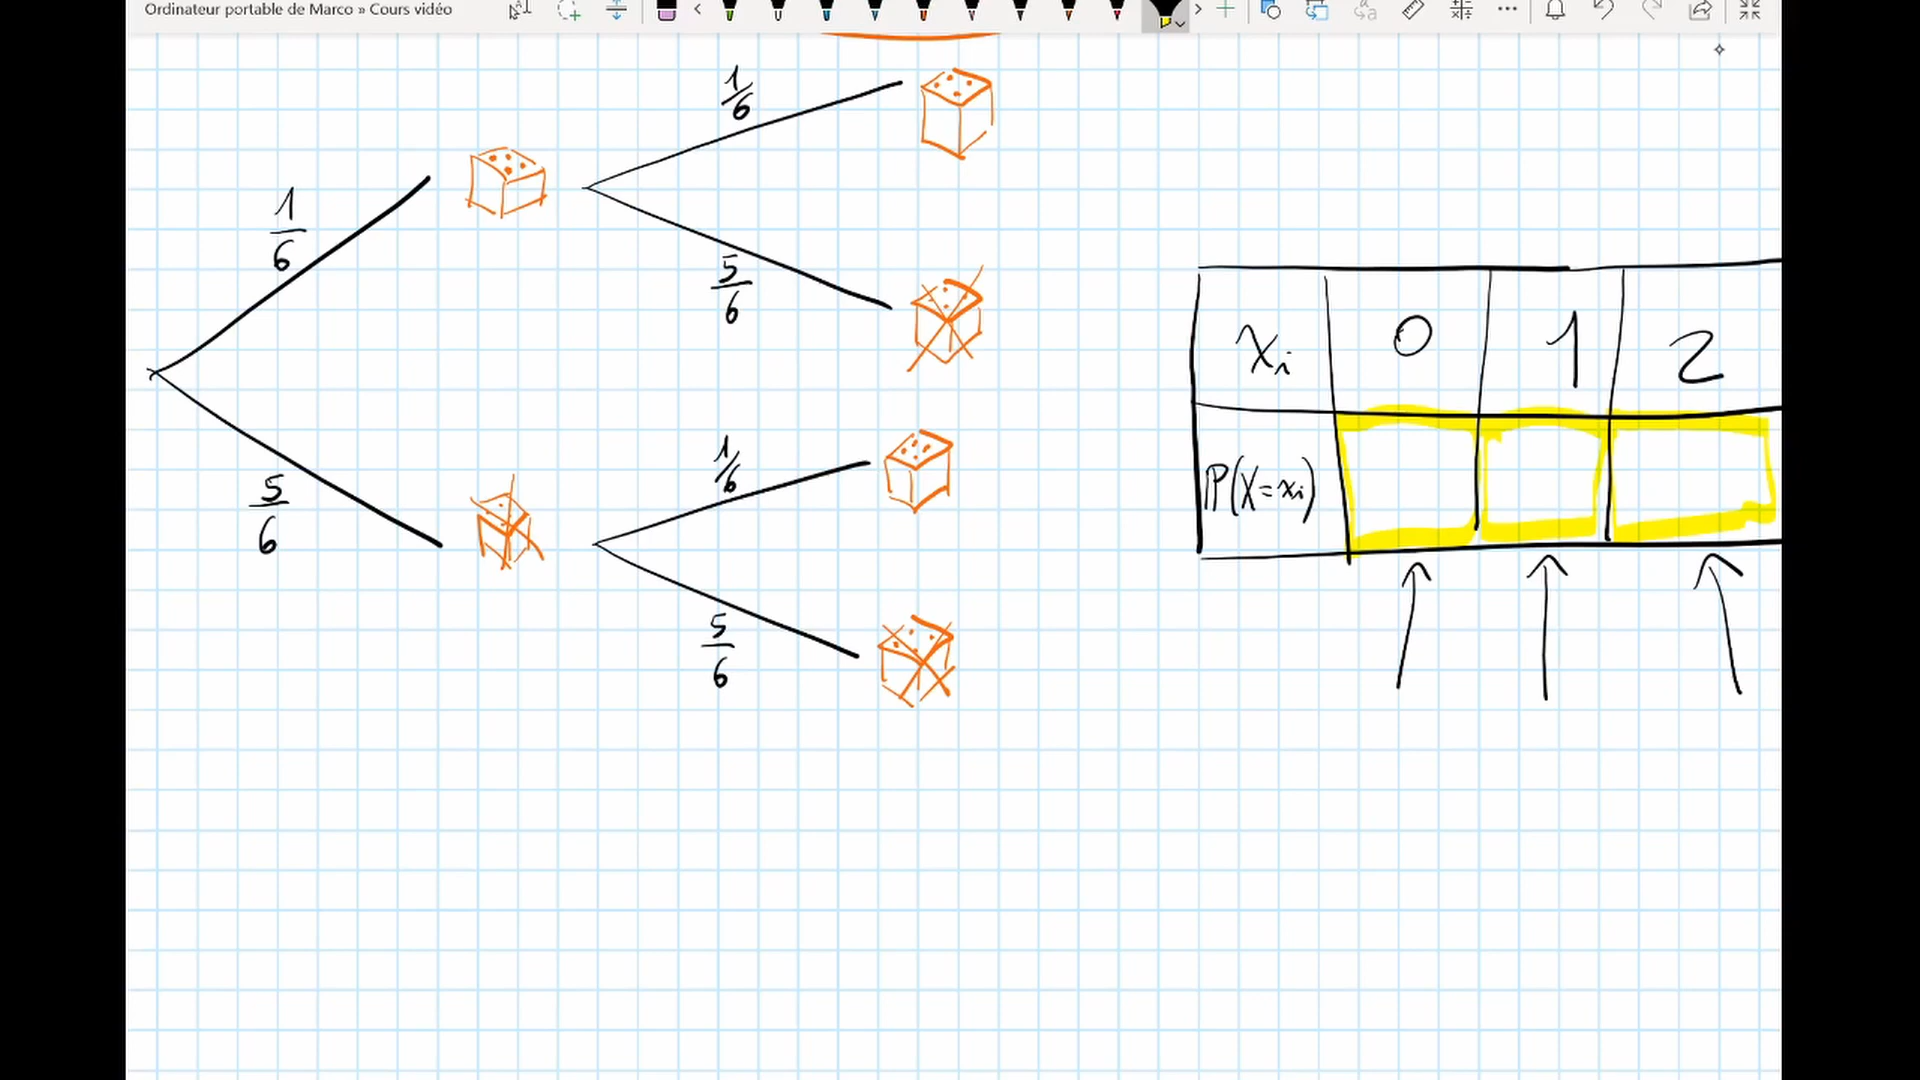 Ordinateur portable de Marco » Cours vidéo
1/6
1/6
5/6
5/6
1/6
5/6
xi 0 1 2
P(X=xi)